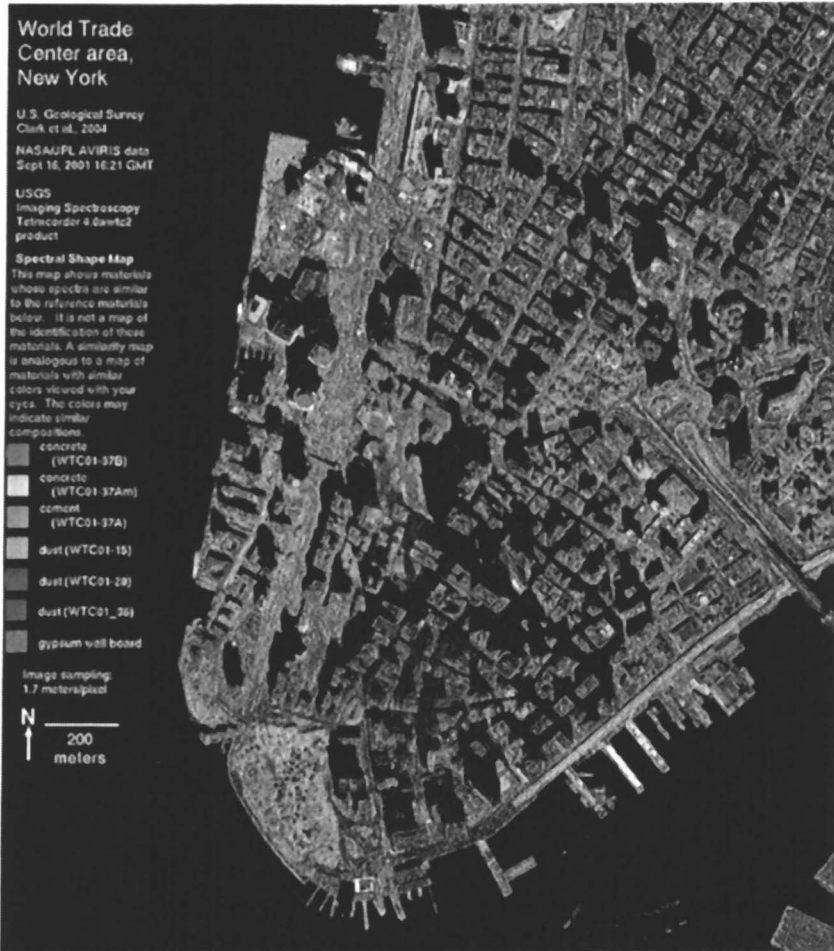 World Trade
Center area,
New York
U.S. Geological Survey
Clark et al., 2004
NASA/JPL AVIRIS data
Sept 16, 2001 16:21 GMT
USGS
Imaging Spectroscopy
Tetracorder 4.0awtc2
product
Spectral Shape Map
This map shows materials
whose spectra are similar
to the reference materials
below. It is not a map of
the identification of these
materials. A similarity map
is analogous to a map of
materials with similar
colors viewed with your
eyes. The colors may
indicate similar
compositions.
concrete
(WTC01-37B)
concrete
(WTC01-37Am)
cement
(WTC01-37A)
dust (WTC01-15)
dust (WTC01-28)
dust (WTC01_36)
gypsum wall board
Image sampling:
1.7 meters/pixel
N
200
meters